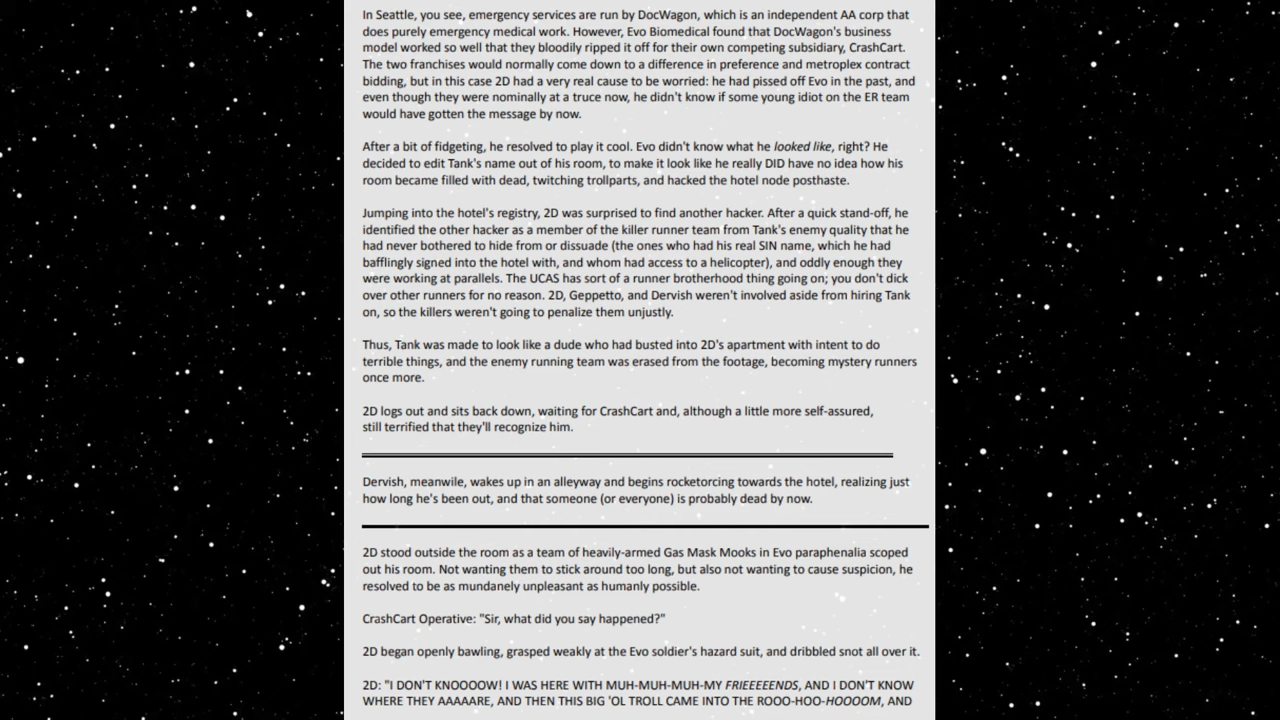 In Seattle, you see, emergency services are run by DocWagon, which is an independent AA corp that
does purely emergency medical work. However, Evo Biomedical found that DocWagon's business
model worked so well that they bloodily ripped it off for their own competing subsidiary, CrashCart.
The two franchises would normally come down to a difference in preference and metroplex contract
bidding, but in this case 2D had a very real cause to be worried: he had pissed off Evo in the past, and
even though they were nominally at a truce now, he didn't know if some young idiot on the ER team
would have gotten the message by now.
After a bit of fidgeting, he resolved to play it cool. Evo didn't know what he looked like, right? He
decided to edit Tank's name out of his room, to make it look like he really DID have no idea how his
room became filled with dead, twitching trollparts, and hacked the hotel node posthaste.
Jumping into the hotel's registry, 2D was surprised to find another hacker. After a quick stand-off, he
identified the other hacker as a member of the killer runner team from Tank's enemy quality that he
had never bothered to hide from or dissuade (the ones who had his real SIN name, which he had
bafflingly signed into the hotel with, and whom had access to a helicopter), and oddly enough they
were working at parallels. The UCAS has sort of a runner brotherhood thing going on; you don't dick
over other runners for no reason. 2D, Geppetto, and Dervish weren't involved aside from hiring Tank
on, so the killers weren't going to penalize them unjustly.
Thus, Tank was made to look like a dude who had busted into 2D's apartment with intent to do
terrible things, and the enemy running team was erased from the footage, becoming mystery runners
once more.
2D logs out and sits back down, waiting for CrashCart and, although a little more self-assured,
still terrified that they'll recognize him.
Dervish, meanwhile, wakes up in an alleyway and begins rocketorcing towards the hotel, realizing just
how long he's been out, and that someone (or everyone) is probably dead by now.
2D stood outside the room as a team of heavily-armed Gas Mask Mooks in Evo paraphenalia scoped
out his room. Not wanting them to stick around too long, but also not wanting to cause suspicion, he
resolved to be as mundanely unpleasant as humanly possible.
CrashCart Operative: "Sir, what did you say happened?"
2D began openly bawling, grasped weakly at the Evo soldier's hazard suit, and dribbled snot all over it.
2D: "I DON'T KNOOOOW! I WAS HERE WITH MUH-MUH-MUH-MY FRIEEEEENDS, AND I DON'T KNOW
WHERE THEY AAAAARE, AND THEN THIS BIG 'OL TROLL CAME INTO THE ROOO-HOO-HOOOOM, AND